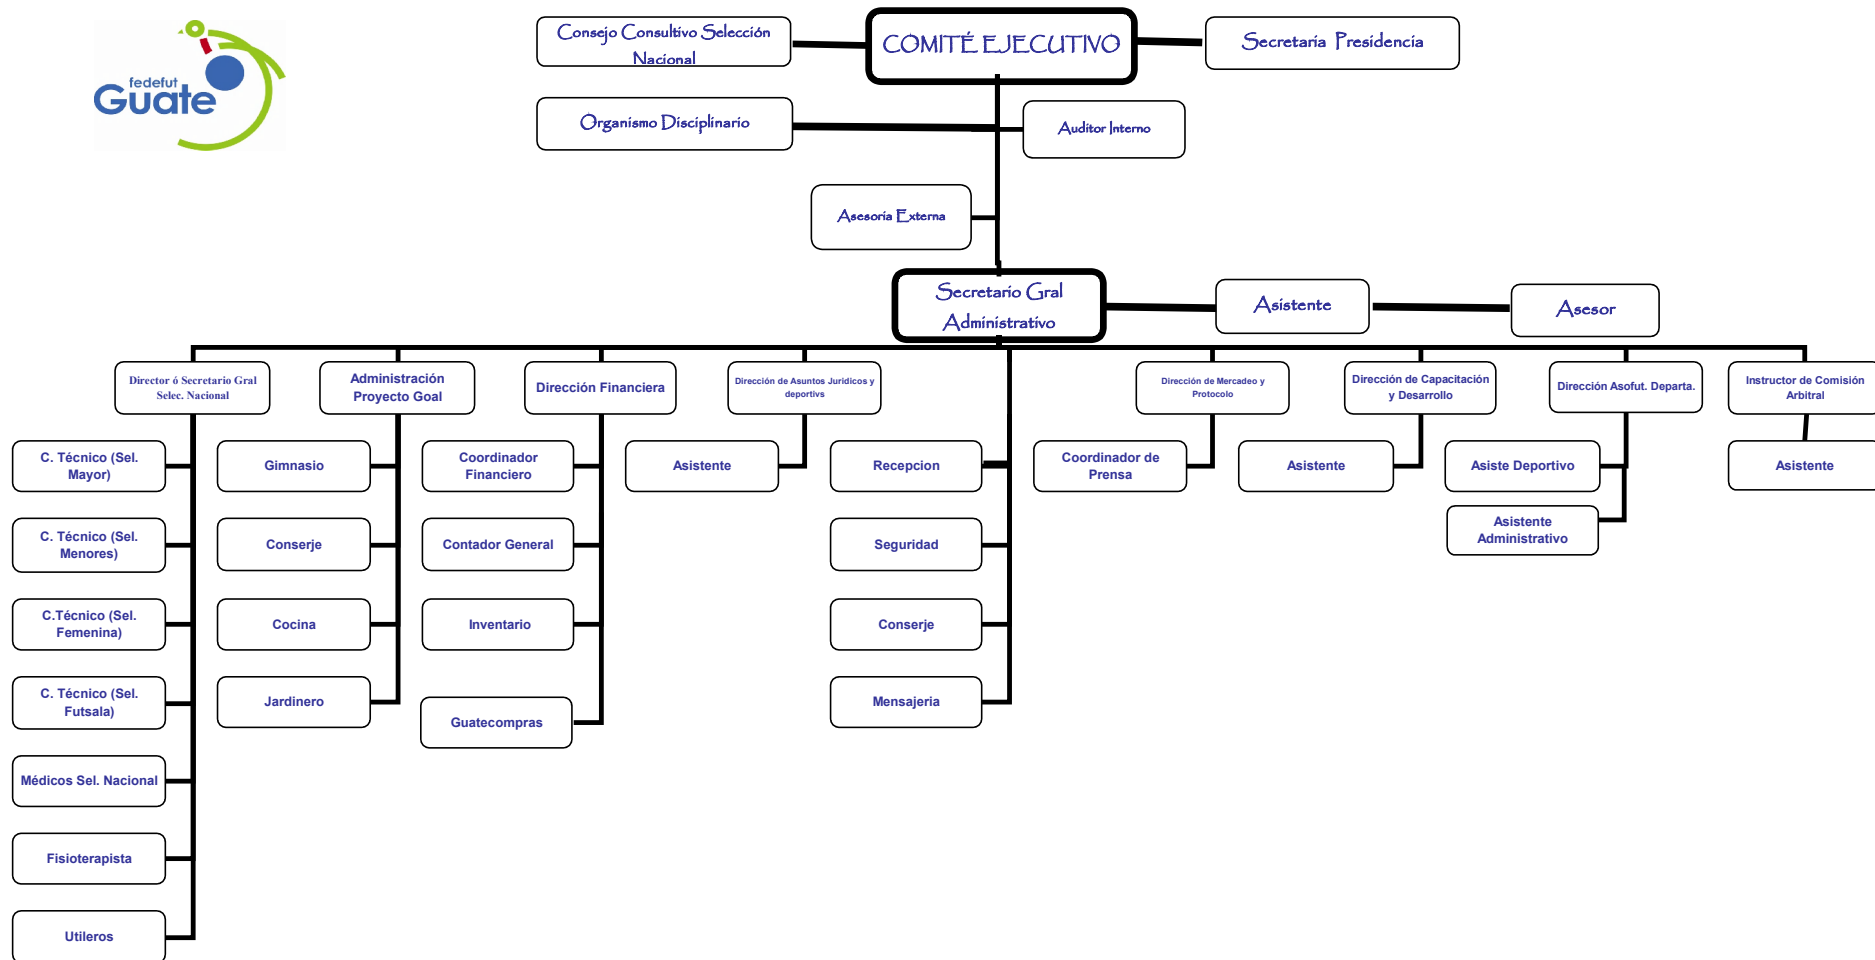 fedefut
Guate
Consejo Consultivo Selección
Nacional
COMITÉ EJECUTIVO
Secretaria Presidencia
Organismo Disciplinario
Auditor Interno
Asesoria Externa
Secretario Gral
Administrativo
Asistente
Asesor
Director ó Secretario Gral
Selec. Nacional
Administración
Proyecto Goal
Dirección Financiera
Dirección de Asuntos Juridicos y
deportivs
Dirección de Mercadeo y
Protocolo
Dirección de Capacitación
y Desarrollo
Dirección Asofut. Departa.
Instructor de Comisión
Arbitral
C. Técnico (Sel.
Mayor)
Gimnasio
Coordinador
Financiero
Asistente
Recepcion
Coordinador de
Prensa
Asistente
Asiste Deportivo
Asistente
C. Técnico (Sel.
Menores)
Conserje
Contador General
Seguridad
Asistente
Administrativo
C.Técnico (Sel.
Femenina)
Cocina
Inventario
Conserje
C. Técnico (Sel.
Futsala)
Jardinero
Guatecompras
Mensajeria
Médicos Sel. Nacional
Fisioterapista
Utileros